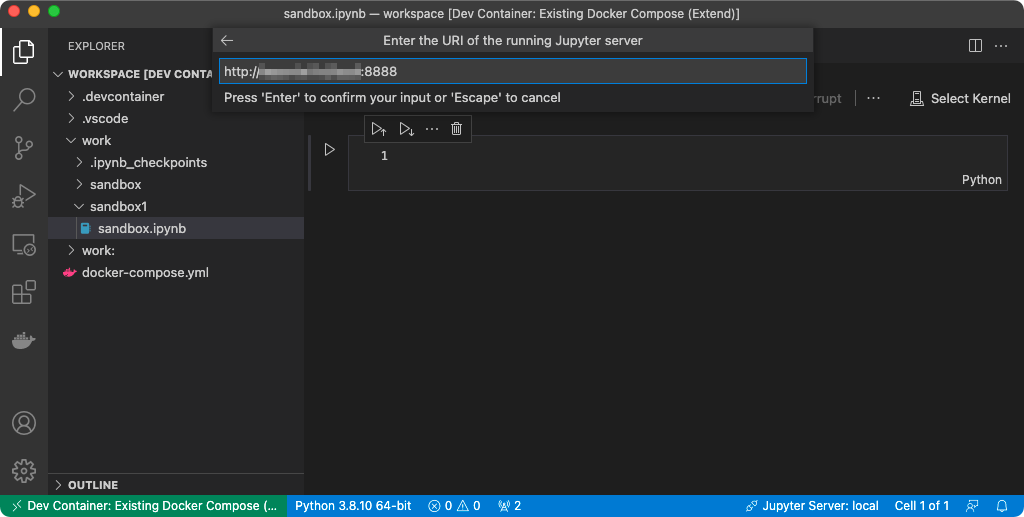 sandbox.ipynb — workspace [Dev Container: Existing Docker Compose (Extend)]
EXPLORER
Enter the URI of the running Jupyter server
http:// :8888
Press 'Enter' to confirm your input or 'Escape' to cancel
WORKSPACE [DEV CONTA
.devcontainer
.vscode
work
.ipynb_checkpoints
sandbox
sandbox1
sandbox.ipynb
work:
docker-compose.yml
OUTLINE
rrupt
Select Kernel
1
Python
Dev Container: Existing Docker Compose (... Python 3.8.10 64-bit 0 0 2 Jupyter Server: local Cell 1 of 1